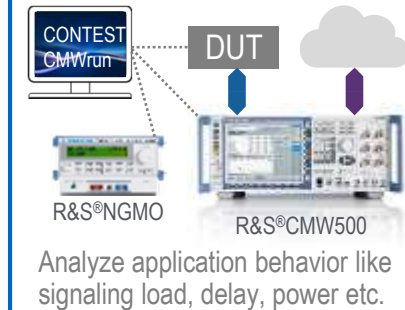 CONTEST
CMWrun
DUT
R&S®NGMO
R&S®CMW500
Analyze application behavior like
signaling load, delay, power etc.